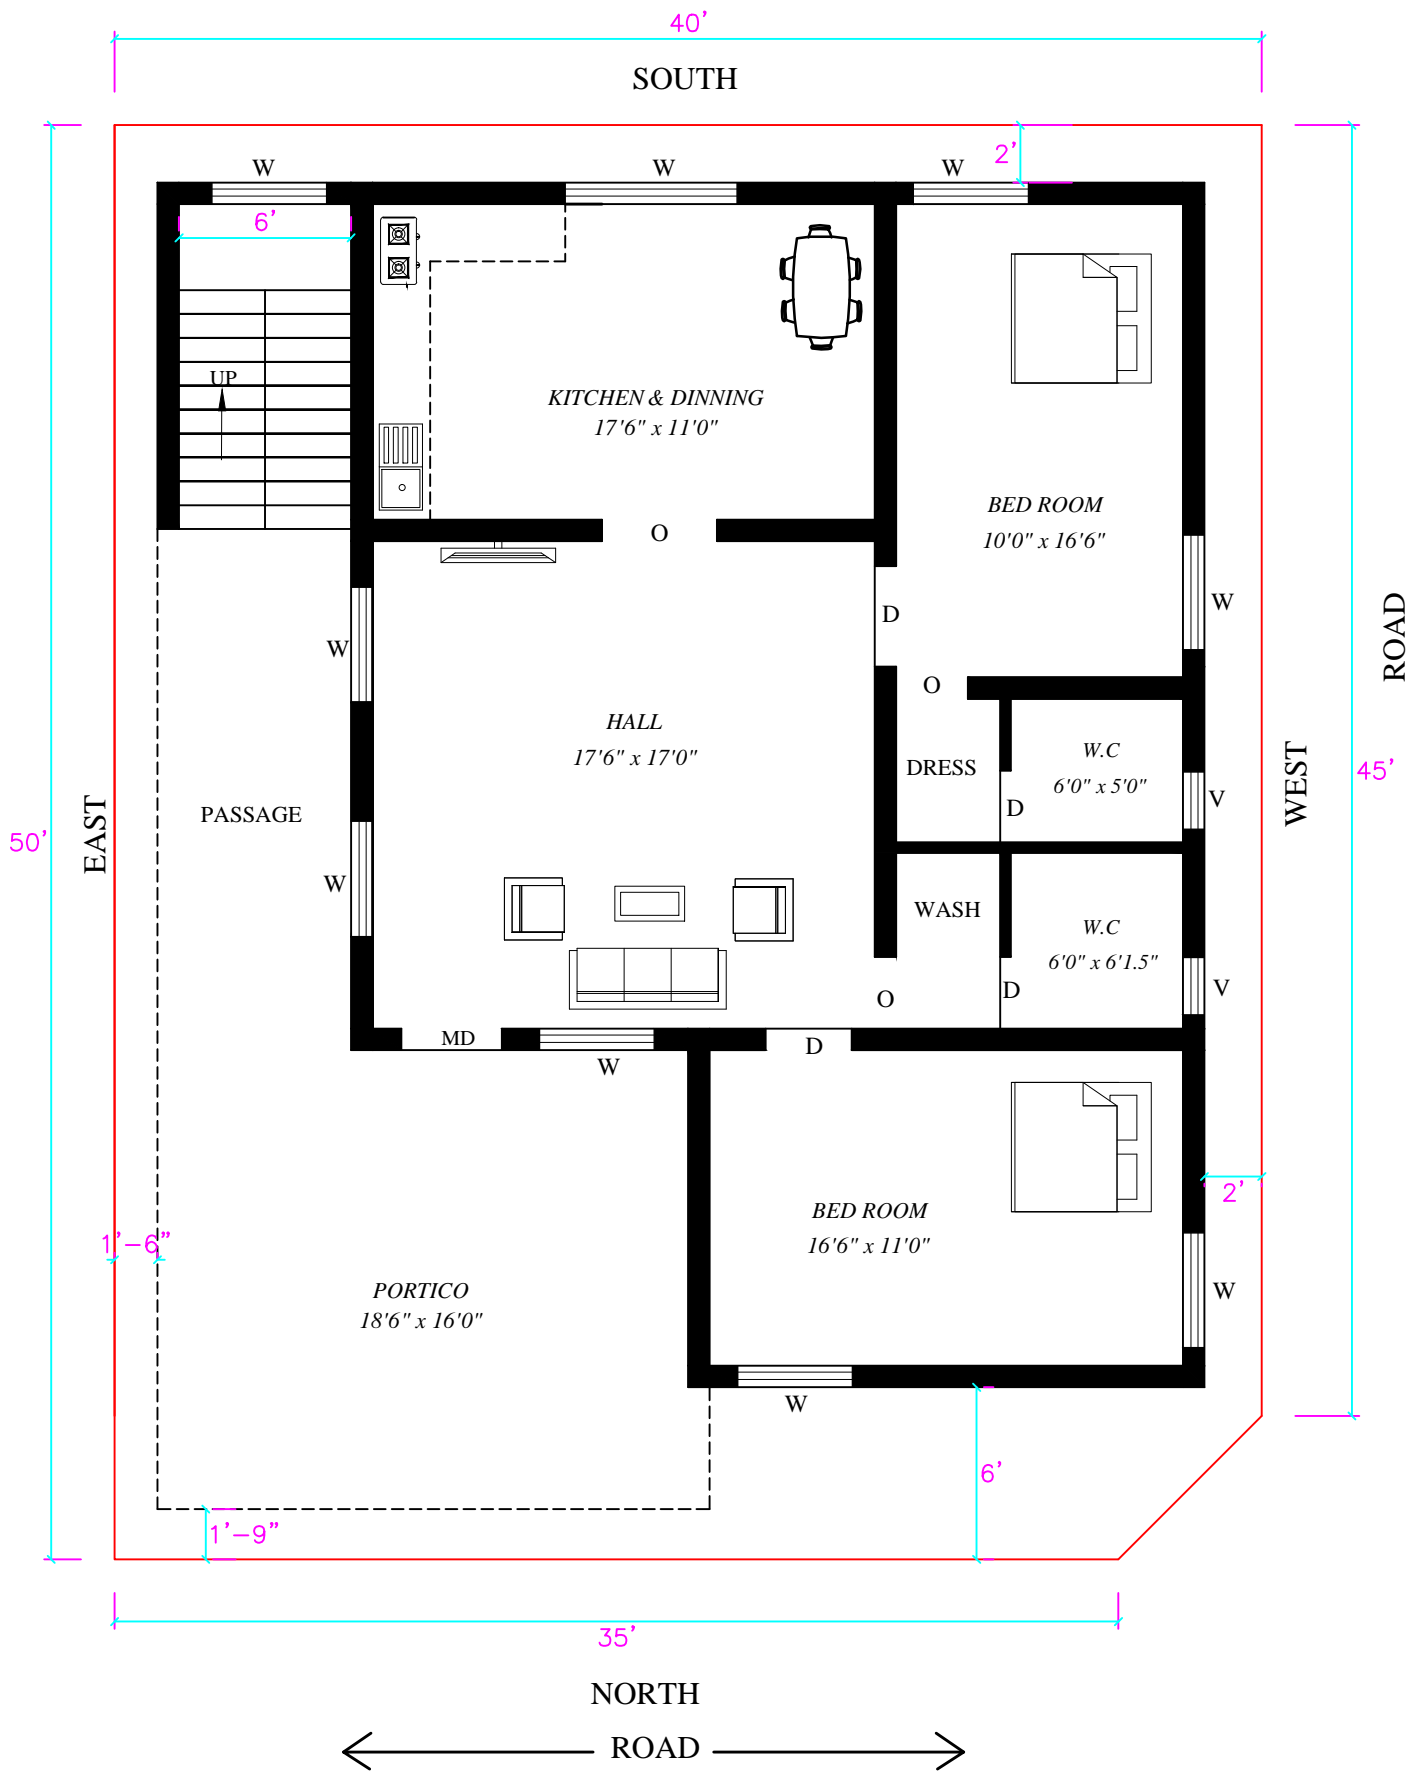 40'
SOUTH
2'
W
W
W
6'
UP
KITCHEN & DINNING
17'6" x 11'0"
BED ROOM
10'0" x 16'6"
O
D
W
W
ROAD
O
HALL
17'6" x 17'0"
DRESS
W.C
6'0" x 5'0"
D
V
WEST
45'
50'
EAST
PASSAGE
W
WASH
W.C
6'0" x 6'1.5"
O
D
V
MD
W
D
2'
BED ROOM
16'6" x 11'0"
1'-6"
PORTICO
18'6" x 16'0"
W
W
6'
1'-9"
35'
NORTH
ROAD